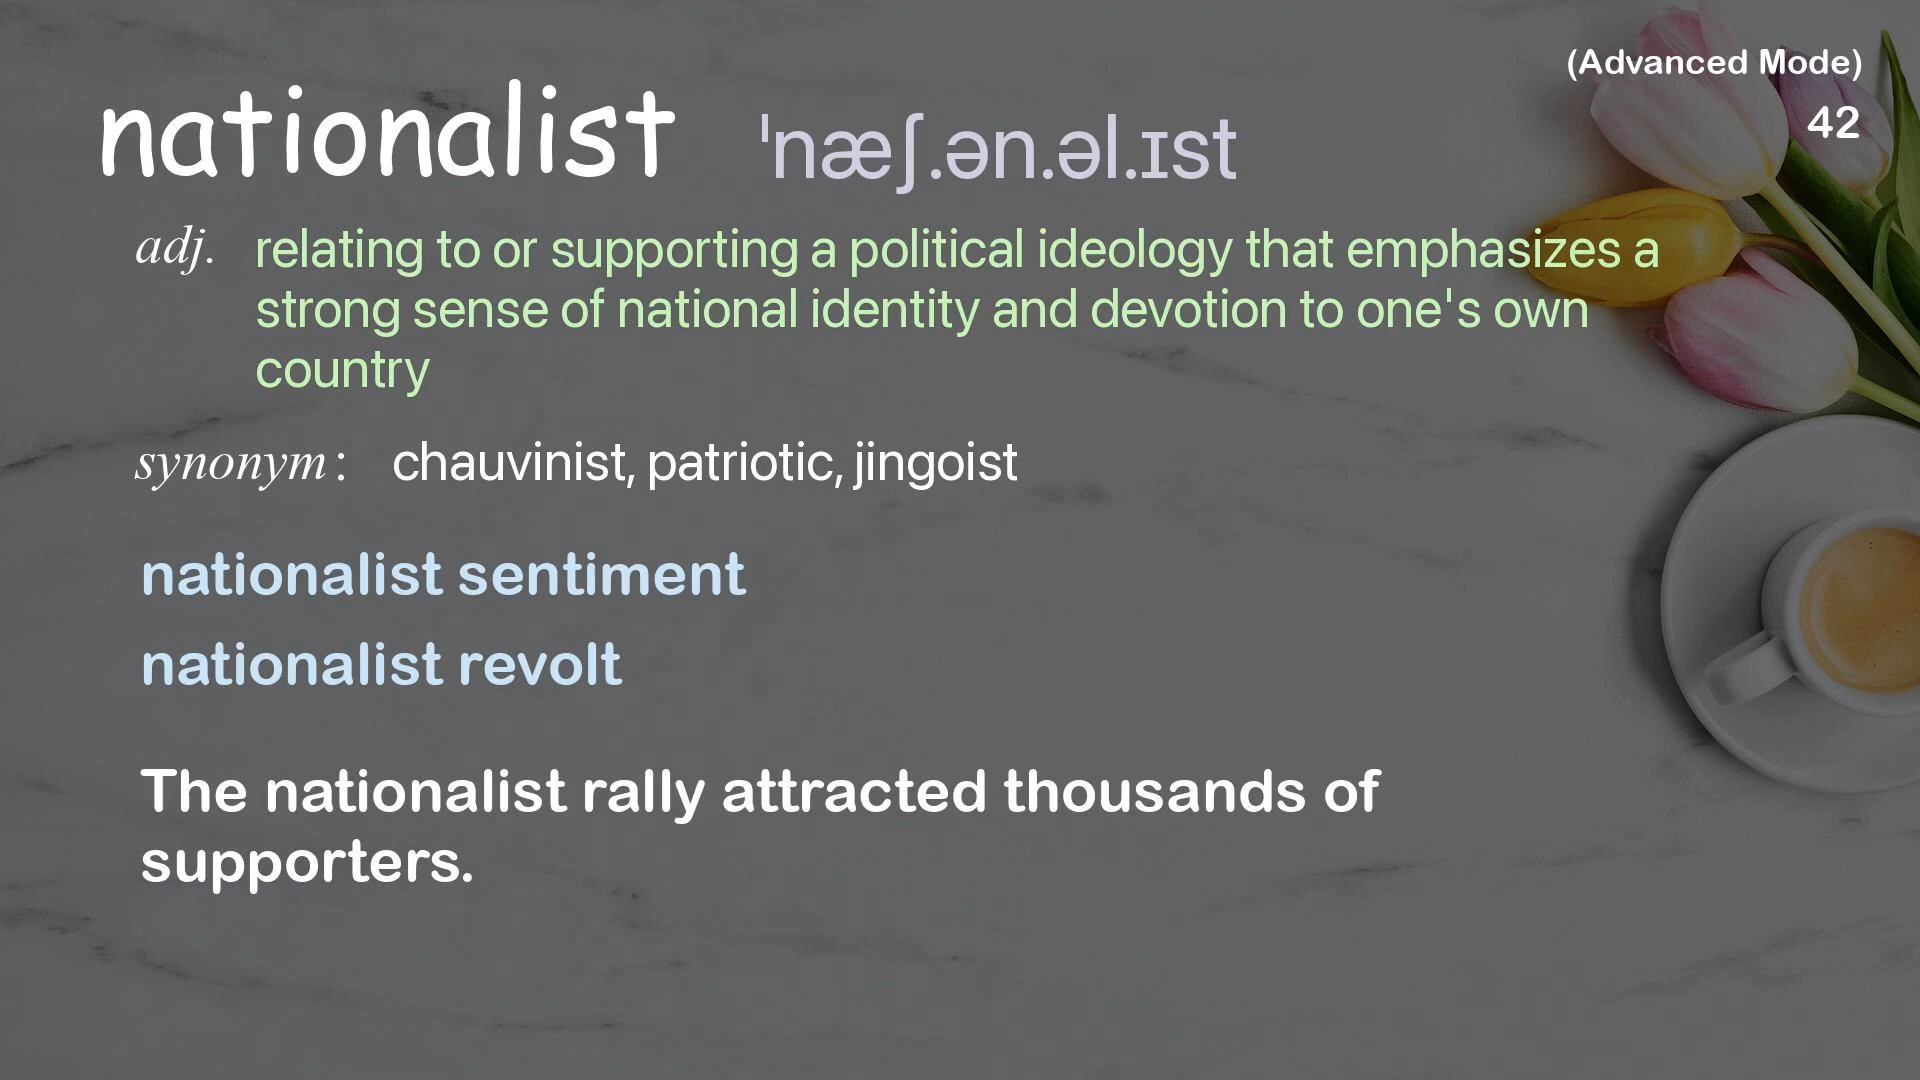 (Advanced Mode)
42
nationalist ˈnæʃ.ən.əl.ɪst
adj. relating to or supporting a political ideology that emphasizes a
strong sense of national identity and devotion to one's own
country
synonym : chauvinist, patriotic, jingoist
nationalist sentiment
nationalist revolt
The nationalist rally attracted thousands of
supporters.